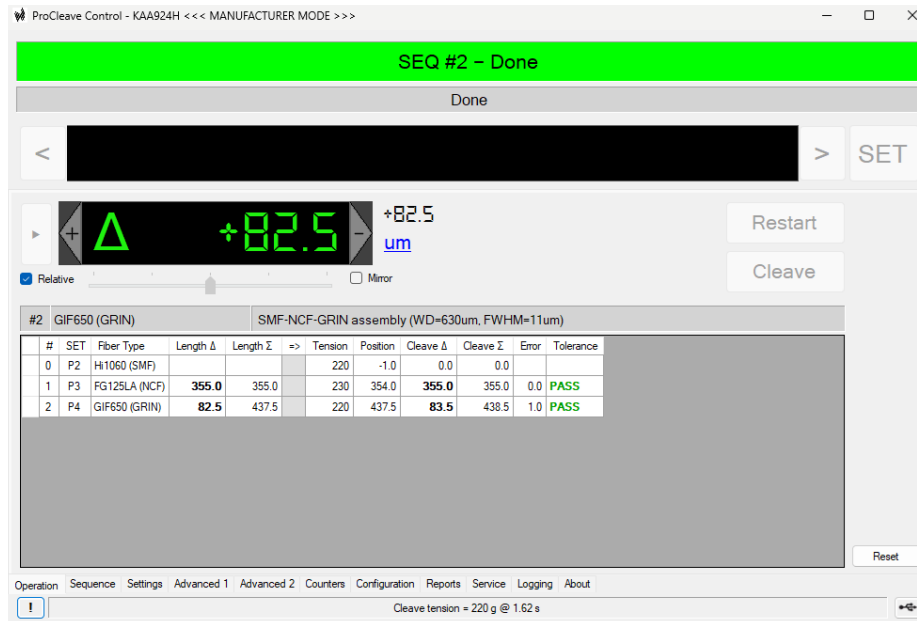 ProCleave Control - KAA924H <<< MANUFACTURER MODE >>>
SEQ #2 – Done
Done
< > SET
+ Δ +82.5 - +82.5
um
Restart
Relative Mirror
Cleave
#2 GIF650 (GRIN) SMF-NCF-GRIN assembly (WD=630um, FWHM=11um)
# SET Fiber Type Length Δ Length Σ => Tension Position Cleave Δ Cleave Σ Error Tolerance
0 P2 Hi1060 (SMF) 220 -1.0 0.0 0.0
1 P3 FG125LA (NCF) 355.0 355.0 230 354.0 355.0 355.0 0.0 PASS
2 P4 GIF650 (GRIN) 82.5 437.5 220 437.5 83.5 438.5 1.0 PASS
Reset
Operation Sequence Settings Advanced 1 Advanced 2 Counters Configuration Reports Service Logging About
! Cleave tension = 220 g @ 1.62 s